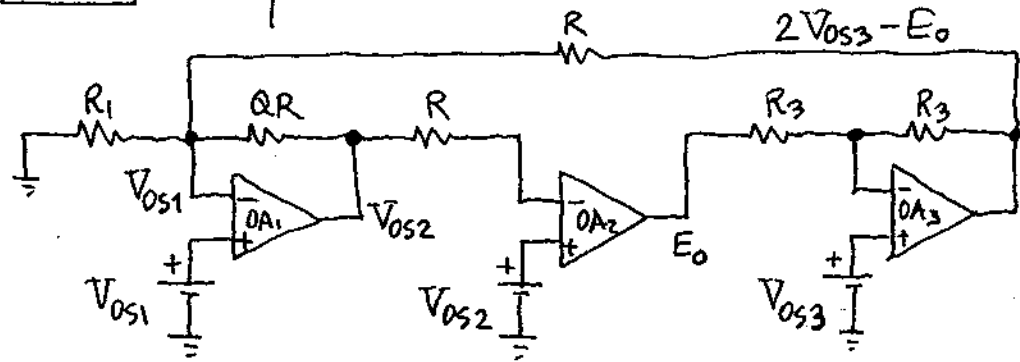 R 2V_OS3 − E_o
R_1 QR R R_3 R_3
V_OS1 − OA_1 + V_OS2 − OA_2 + E_o − OA_3 +
+ V_OS1 + V_OS2 + V_OS3